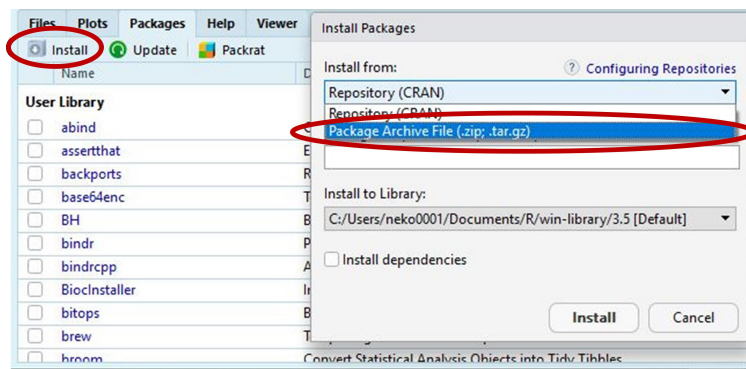 Files Plots Packages Help Viewer
Install Update Packrat
Name
User Library
abind
assertthat
backports
base64enc
BH
bindr
bindrcpp
BiocInstaller
bitops
brew
broom Convert Statistical Analysis Objects into Tidy Tibbles
Install Packages
Install from: ? Configuring Repositories
Repository (CRAN)
Repository (CRAN)
Package Archive File (.zip; .tar.gz)
Install to Library:
C:/Users/neko0001/Documents/R/win-library/3.5 [Default]
Install dependencies
Install Cancel